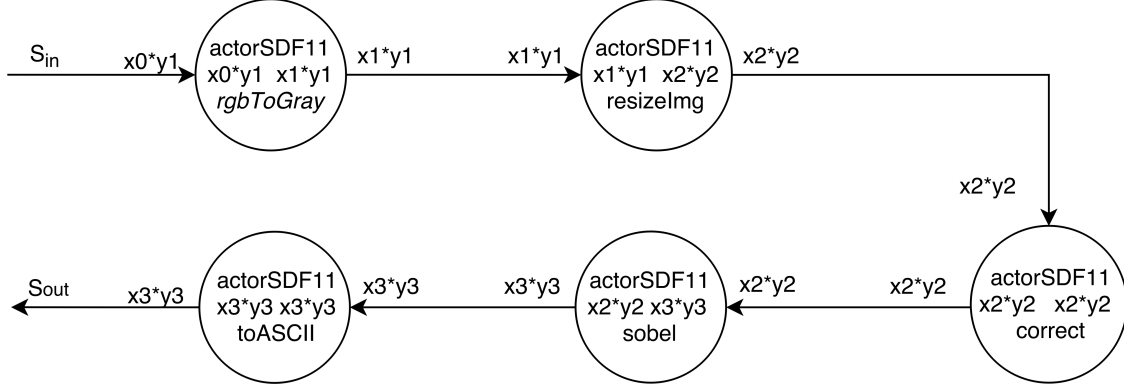 S_in
x0*y1
actorSDF11
x0*y1 x1*y1
rgbToGray
x1*y1
x1*y1
actorSDF11
x1*y1 x2*y2
resizeImg
x2*y2
x2*y2
actorSDF11
x2*y2 x2*y2
correct
x2*y2
x2*y2
actorSDF11
x2*y2 x3*y3
sobel
x3*y3
x3*y3
actorSDF11
x3*y3 x3*y3
toASCII
x3*y3
Sout